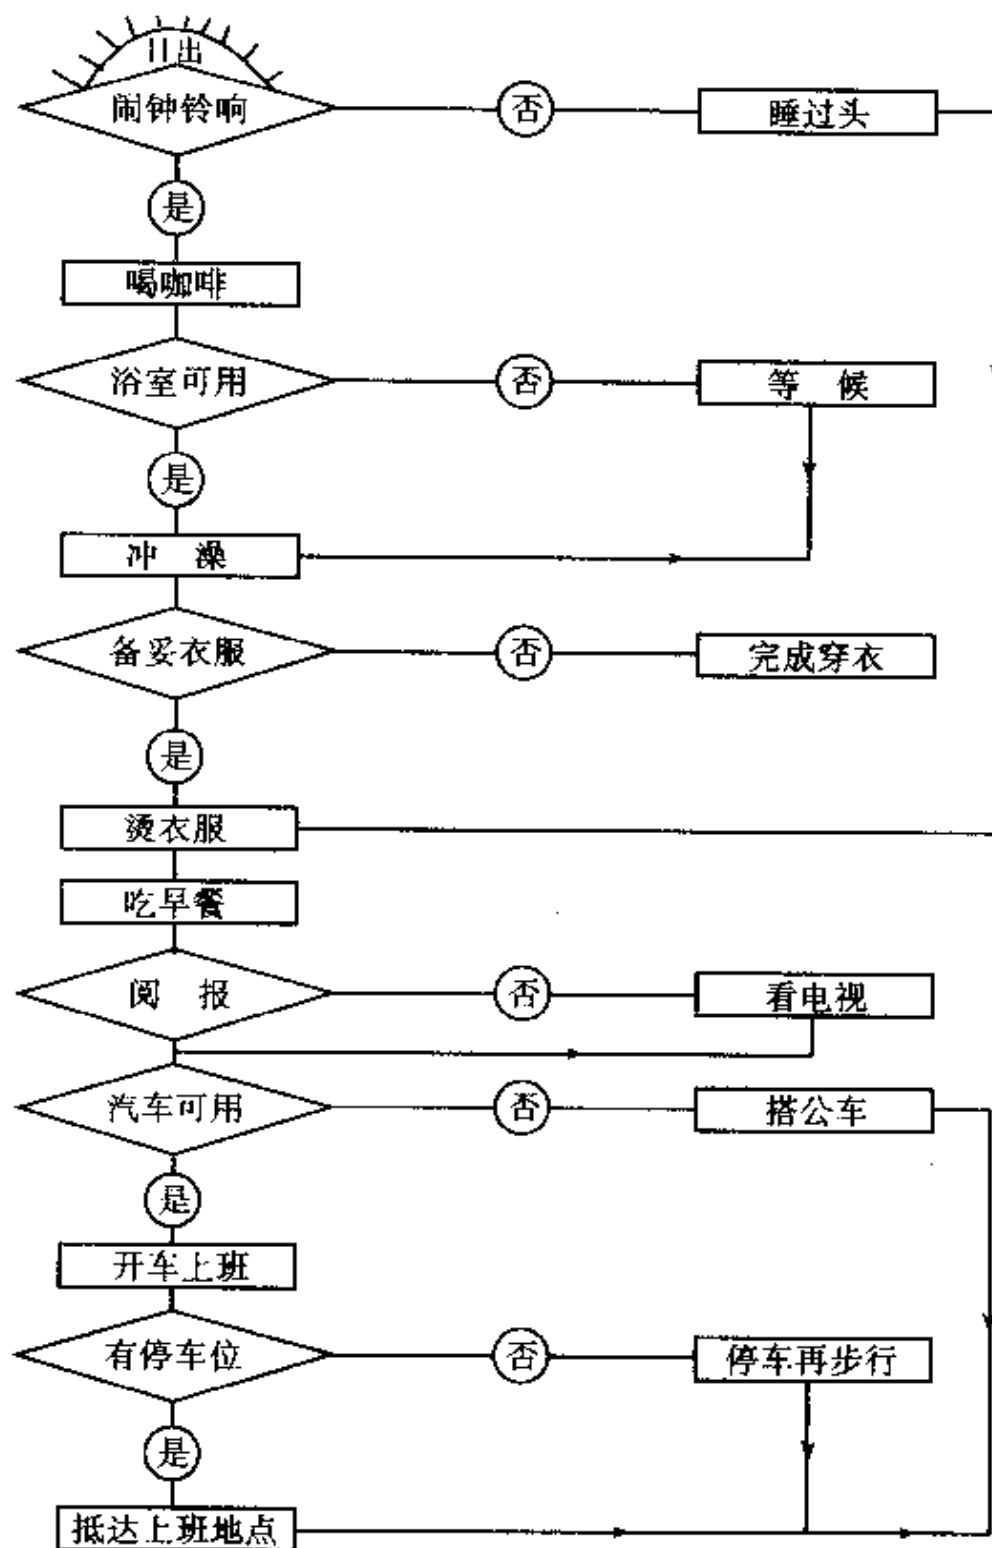 日出
闹钟铃响 否 睡过头
是
喝咖啡
浴室可用 否 等 候
是
冲 澡
备妥衣服 否 完成穿衣
是
烫衣服
吃早餐
阅 报 否 看电视
汽车可用 否 搭公车
是
开车上班
有停车位 否 停车再步行
是
抵达上班地点